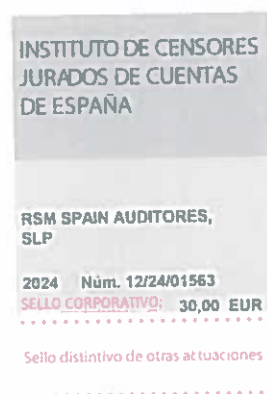 INSTITUTO DE CENSORES
JURADOS DE CUENTAS
DE ESPAÑA
RSM SPAIN AUDITORES,
SLP
2024 Núm. 12/24/01563
SELLO CORPORATIVO: 30,00 EUR
Sello distintivo de otras actuaciones